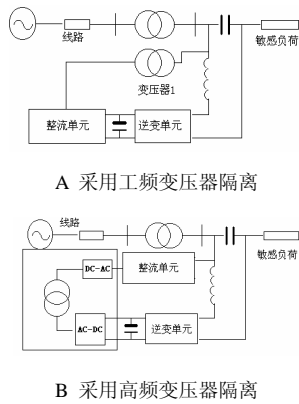 线路
敏感负荷
变压器1
整流单元
逆变单元
A 采用工频变压器隔离
线路
敏感负荷
DC-AC
整流单元
AC-DC
逆变单元
B 采用高频变压器隔离